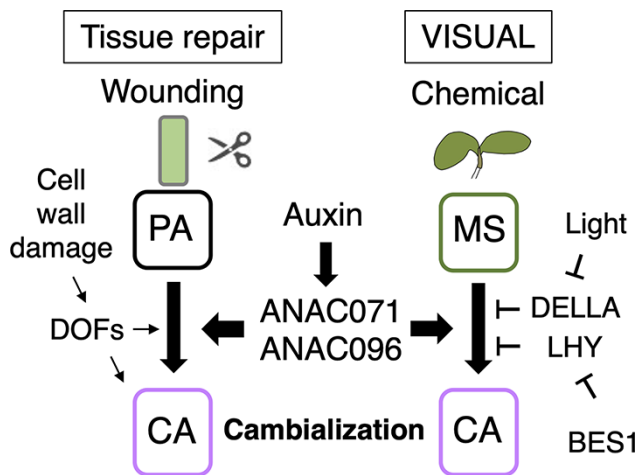 Tissue repair
VISUAL
Wounding
Chemical
Cell
wall
damage
PA
Auxin
MS
Light
DOFs
ANAC071
ANAC096
DELLA
LHY
CA
Cambialization
CA
BES1